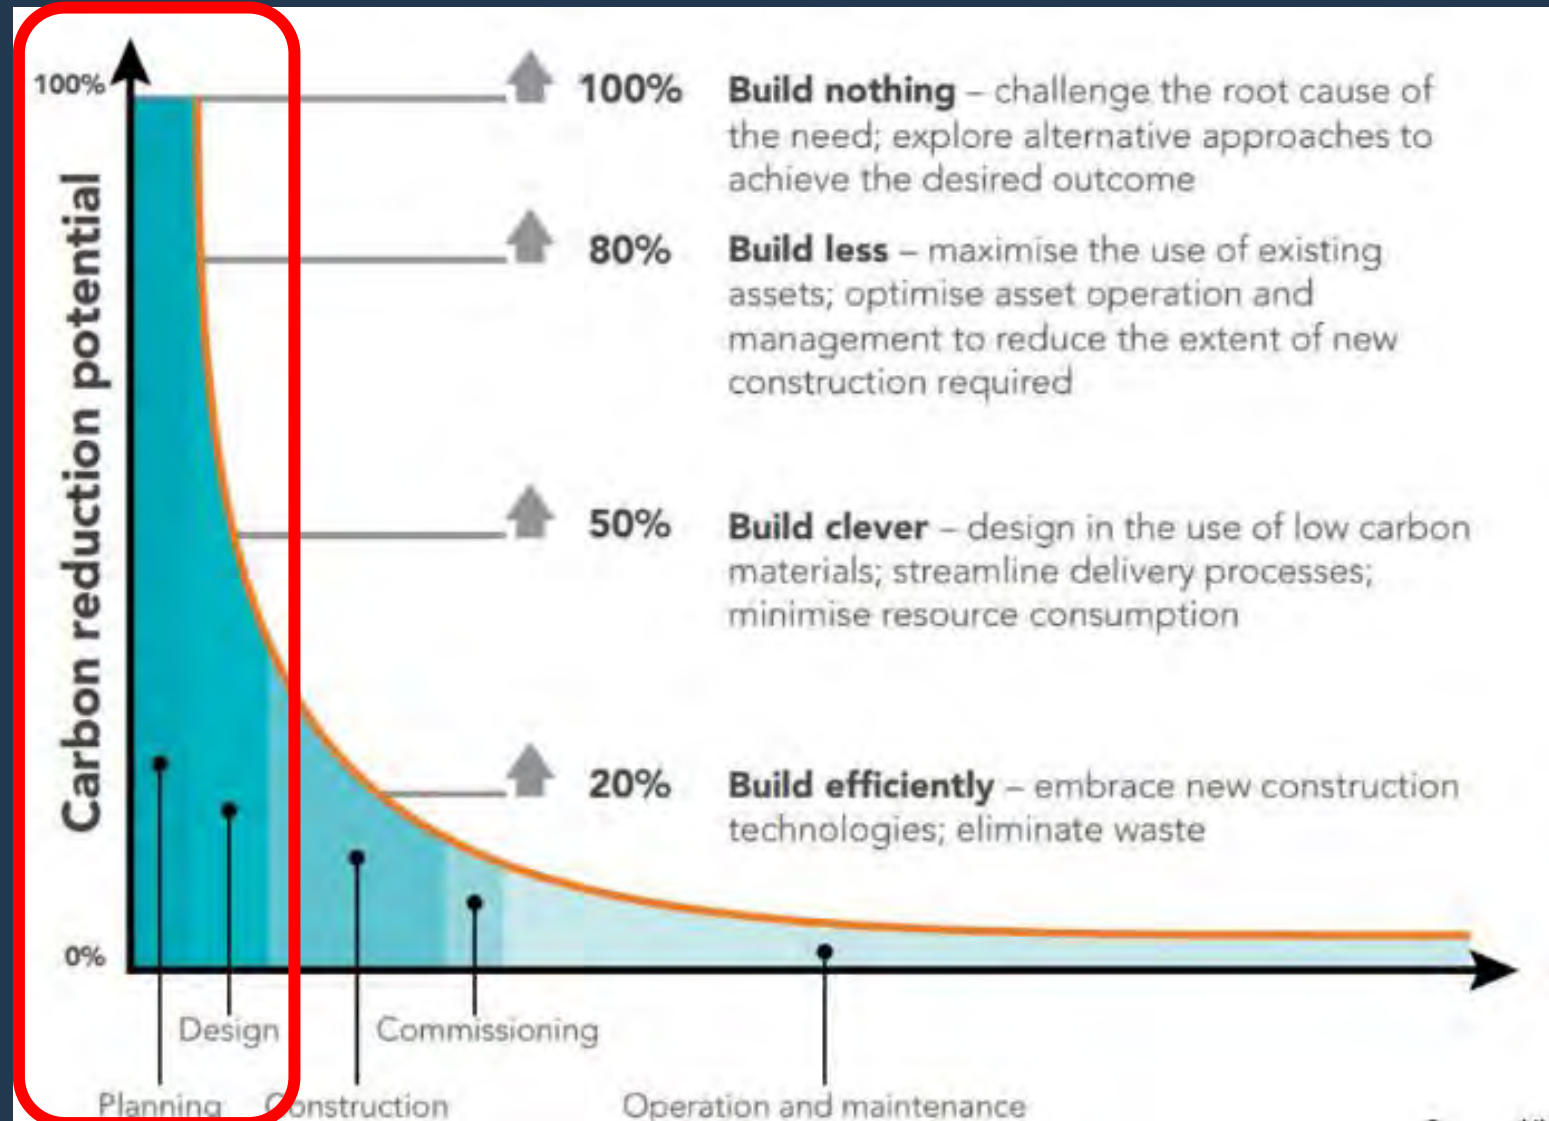 100%
100%
Build nothing – challenge the root cause of
the need; explore alternative approaches to
achieve the desired outcome
80%
Build less – maximise the use of existing
assets; optimise asset operation and
management to reduce the extent of new
construction required
50%
Build clever – design in the use of low carbon
materials; streamline delivery processes;
minimise resource consumption
20%
Build efficiently – embrace new construction
technologies; eliminate waste
Carbon reduction potential
0%
Design
Commissioning
Planning
Construction
Operation and maintenance